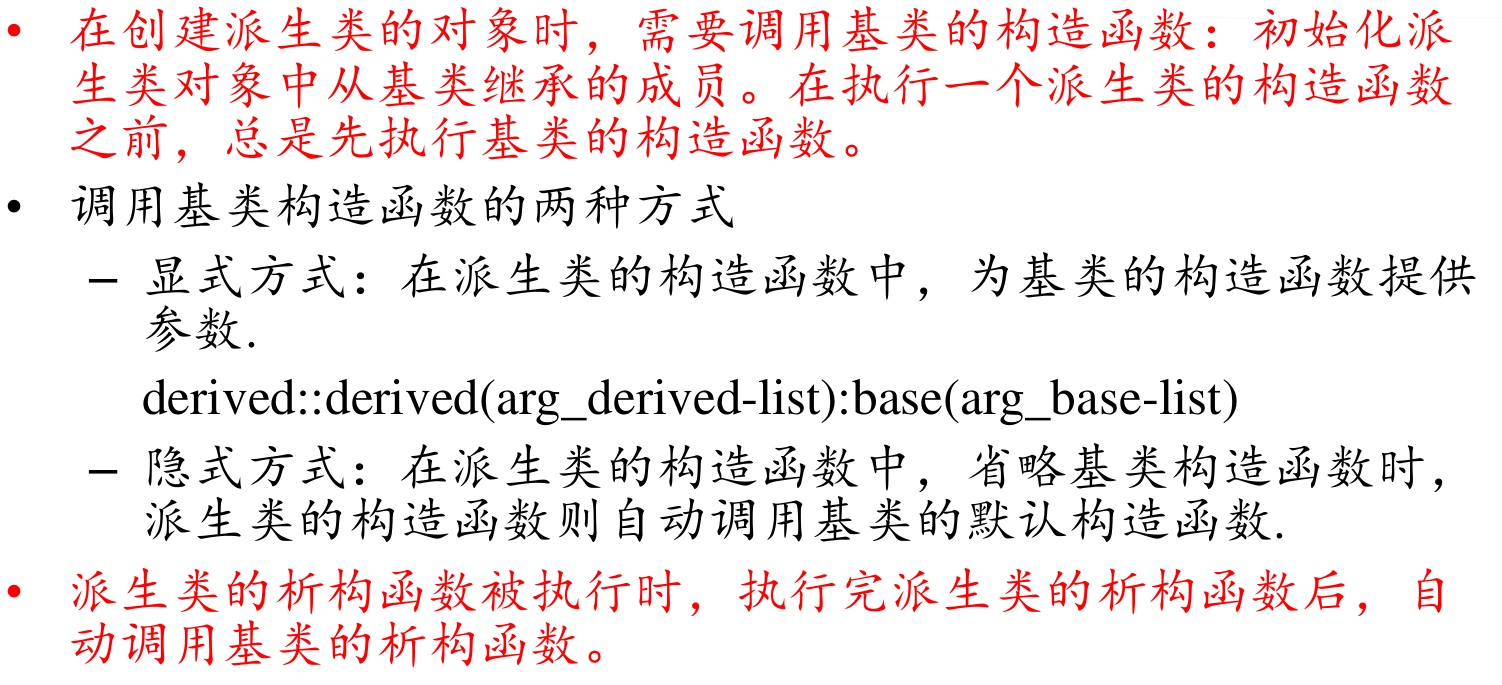 • 在创建派生类的对象时，需要调用基类的构造函数：初始化派
生类对象中从基类继承的成员。在执行一个派生类的构造函数
之前，总是先执行基类的构造函数。
• 调用基类构造函数的两种方式
– 显式方式：在派生类的构造函数中，为基类的构造函数提供
参数.
derived::derived(arg_derived-list):base(arg_base-list)
– 隐式方式：在派生类的构造函数中，省略基类构造函数时，
派生类的构造函数则自动调用基类的默认构造函数.
• 派生类的析构函数被执行时，执行完派生类的析构函数后，自
动调用基类的析构函数。